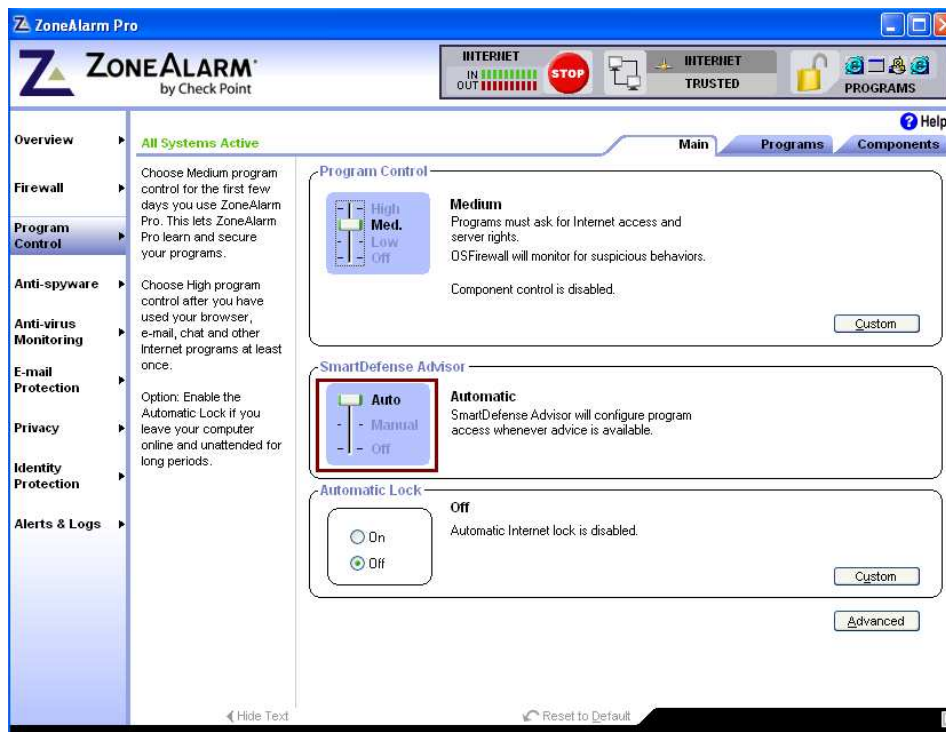 ZoneAlarm Pro
ZONEALARM
by Check Point
INTERNET
IN
OUT
STOP
INTERNET
TRUSTED
PROGRAMS
Help
Overview
Firewall
Program
Control
Anti-spyware
Anti-virus
Monitoring
E-mail
Protection
Privacy
Identity
Protection
Alerts & Logs
All Systems Active
Main
Programs
Components
Choose Medium program
control for the first few
days you use ZoneAlarm
Pro. This lets ZoneAlarm
Pro learn and secure
your programs.
Choose High program
control after you have
used your browser,
e-mail, chat and other
Internet programs at least
once.
Option: Enable the
Automatic Lock if you
leave your computer
online and unattended for
long periods.
Program Control
High
Med.
Low
Off
Medium
Programs must ask for Internet access and
server rights.
OSFirewall will monitor for suspicious behaviors.
Component control is disabled.
Custom
SmartDefense Advisor
Auto
Manual
Off
Automatic
SmartDefense Advisor will configure program
access whenever advice is available.
Automatic Lock
On
Off
Off
Automatic Internet lock is disabled.
Custom
Advanced
Hide Text
Reset to Default